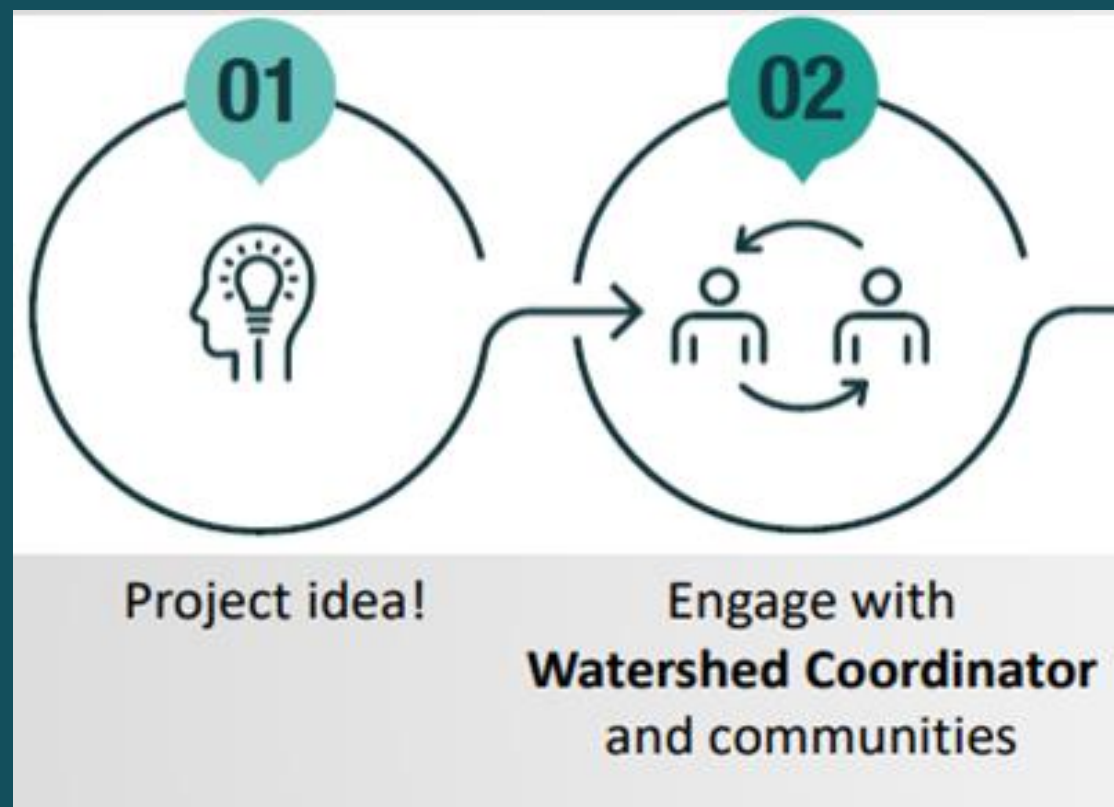 01
02
Project idea!
Engage with
Watershed Coordinator
and communities